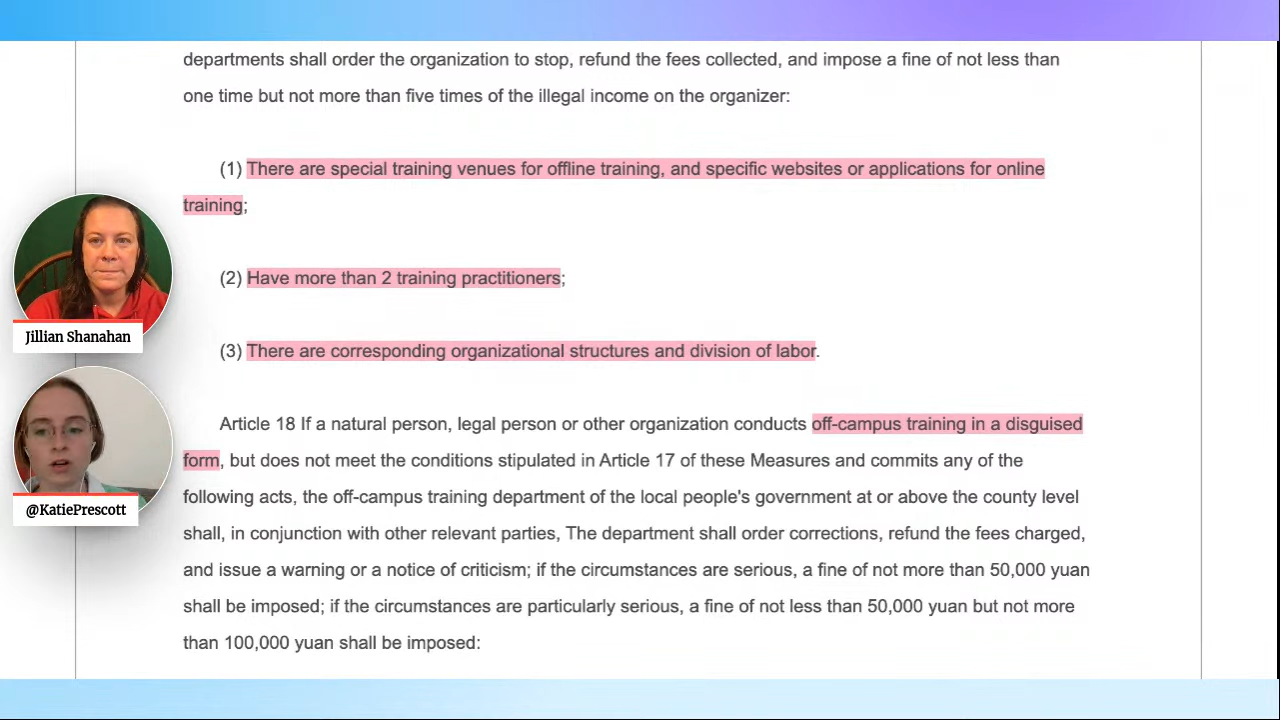 departments shall order the organization to stop, refund the fees collected, and impose a fine of not less than
one time but not more than five times of the illegal income on the organizer:
(1) There are special training venues for offline training, and specific websites or applications for online
training;
(2) Have more than 2 training practitioners;
Jillian Shanahan
(3) There are corresponding organizational structures and division of labor.
Article 18 If a natural person, legal person or other organization conducts off-campus training in a disguised
form, but does not meet the conditions stipulated in Article 17 of these Measures and commits any of the
following acts, the off-campus training department of the local people's government at or above the county level
@KatiePrescott
shall, in conjunction with other relevant parties, The department shall order corrections, refund the fees charged,
and issue a warning or a notice of criticism; if the circumstances are serious, a fine of not more than 50,000 yuan
shall be imposed; if the circumstances are particularly serious, a fine of not less than 50,000 yuan but not more
than 100,000 yuan shall be imposed: